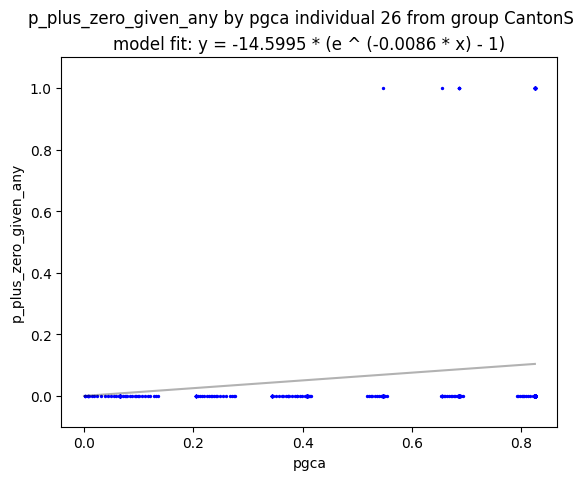 p_plus_zero_given_any by pgca individual 26 from group CantonS
model fit: y = -14.5995 * (e ^ (-0.0086 * x) - 1)
1.0
0.8
0.6
0.4
0.2
0.0
p_plus_zero_given_any
0.0 0.2 0.4 0.6 0.8
pgca